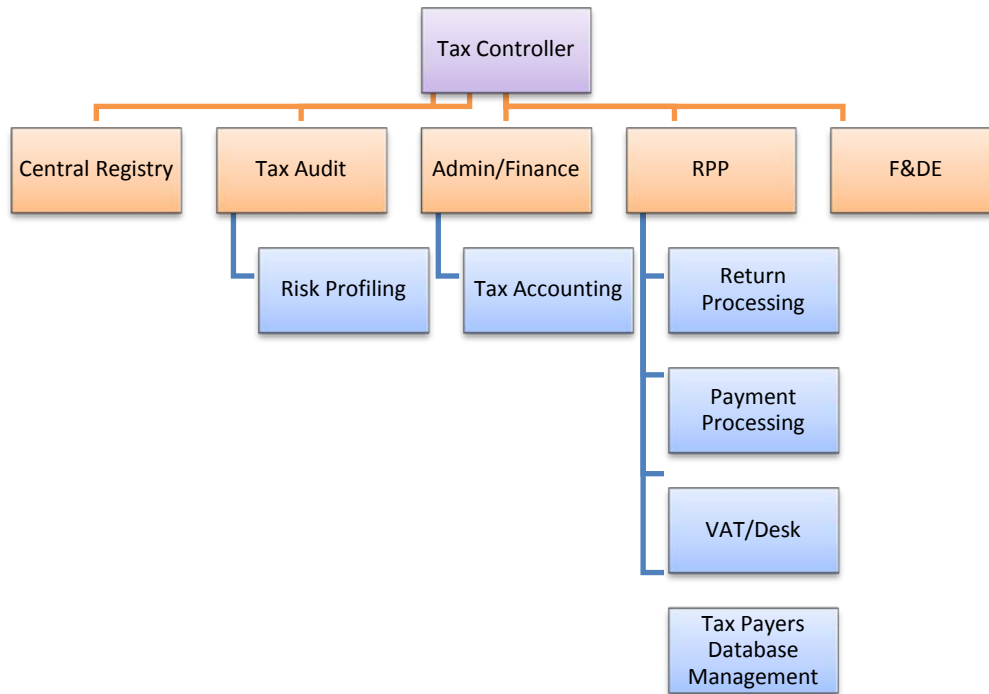 Tax Controller
Central Registry
Tax Audit
Admin/Finance
RPP
F&DE
Risk Profiling
Tax Accounting
Return
Processing
Payment
Processing
VAT/Desk
Tax Payers
Database
Management